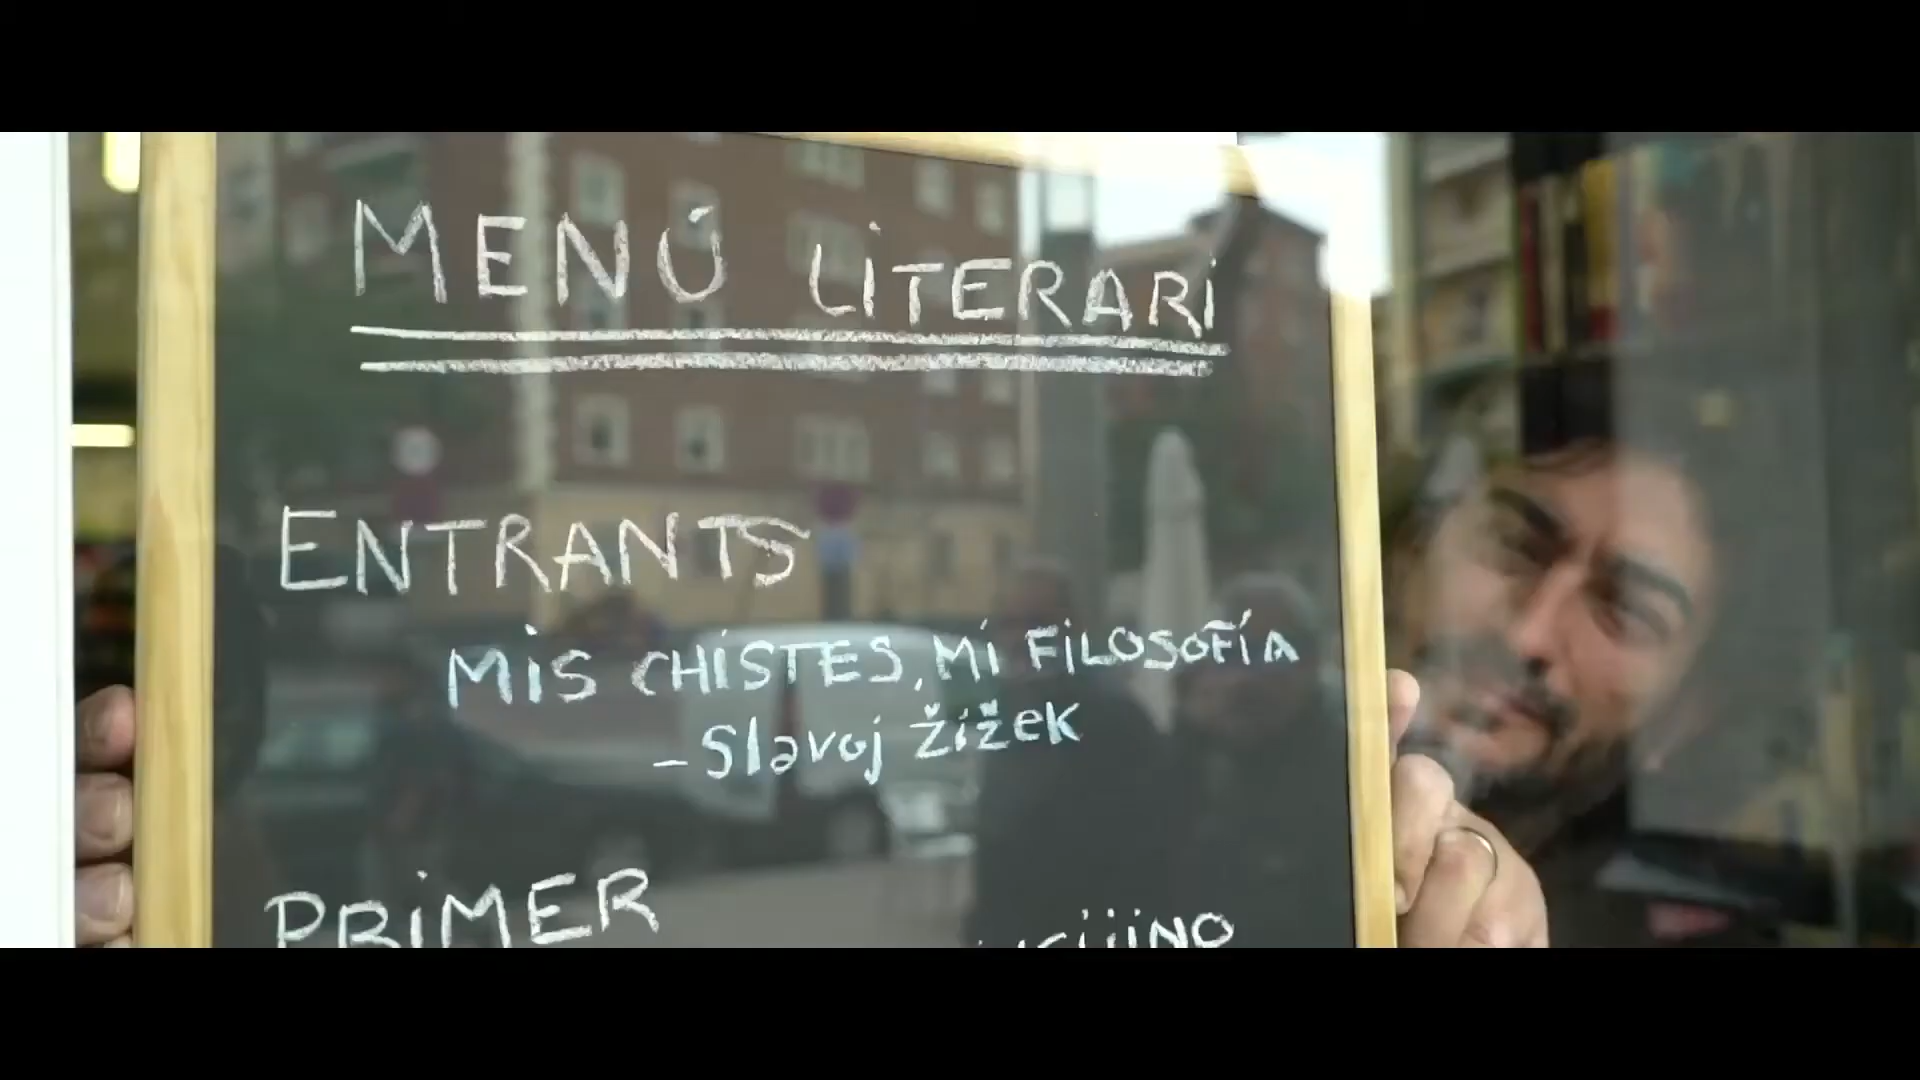 MENÚ LITERARI
ENTRANTS
MIS CHISTES, MI FILOSOFÍA
- Slavoj Žižek
PRIMER